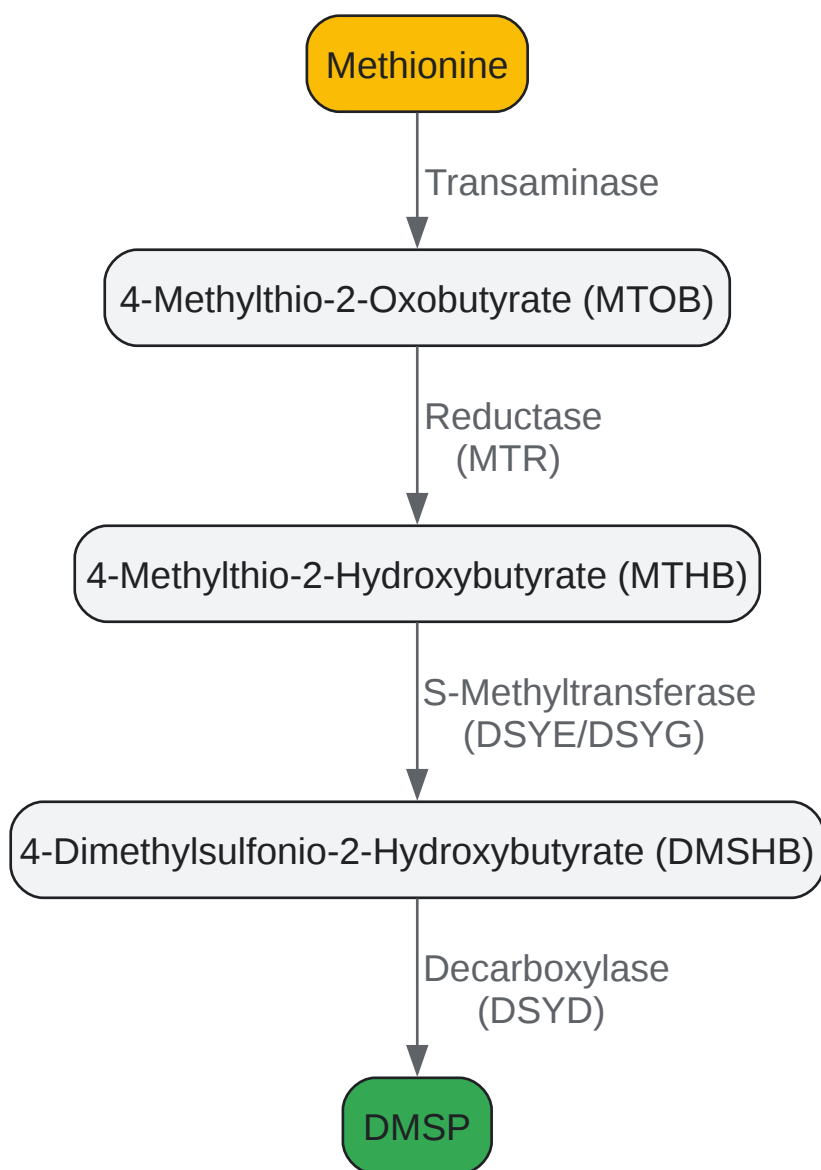 Methionine
Transaminase
4-Methylthio-2-Oxobutyrate (MTOB)
Reductase
(MTR)
4-Methylthio-2-Hydroxybutyrate (MTHB)
S-Methyltransferase
(DSYE/DSYG)
4-Dimethylsulfonio-2-Hydroxybutyrate (DMSHB)
Decarboxylase
(DSYD)
DMSP